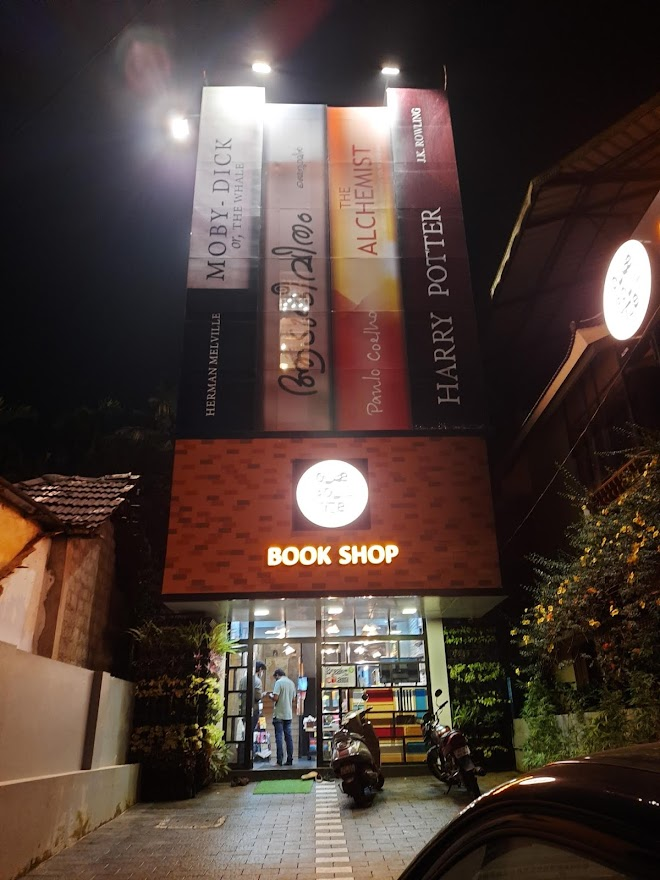 MOBY-DICK
or, THE WHALE
HERMAN MELVILLE
ആടുജീവിതം
THE
ALCHEMIST
Paulo Coelho
J.K. ROWLING
HARRY POTTER
BOOK SHOP